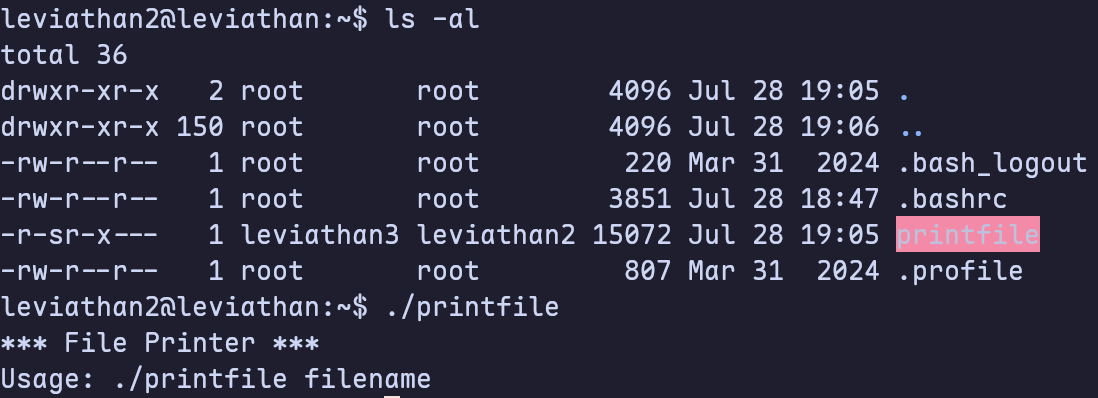 leviathan2@leviathan:~$ ls -al
total 36
drwxr-xr-x   2 root       root        4096 Jul 28 19:05 .
drwxr-xr-x 150 root       root        4096 Jul 28 19:06 ..
-rw-r--r--   1 root       root         220 Mar 31  2024 .bash_logout
-rw-r--r--   1 root       root        3851 Jul 28 18:47 .bashrc
-r-sr-x---   1 leviathan3 leviathan2 15072 Jul 28 19:05 printfile
-rw-r--r--   1 root       root         807 Mar 31  2024 .profile
leviathan2@leviathan:~$ ./printfile
*** File Printer ***
Usage: ./printfile filename